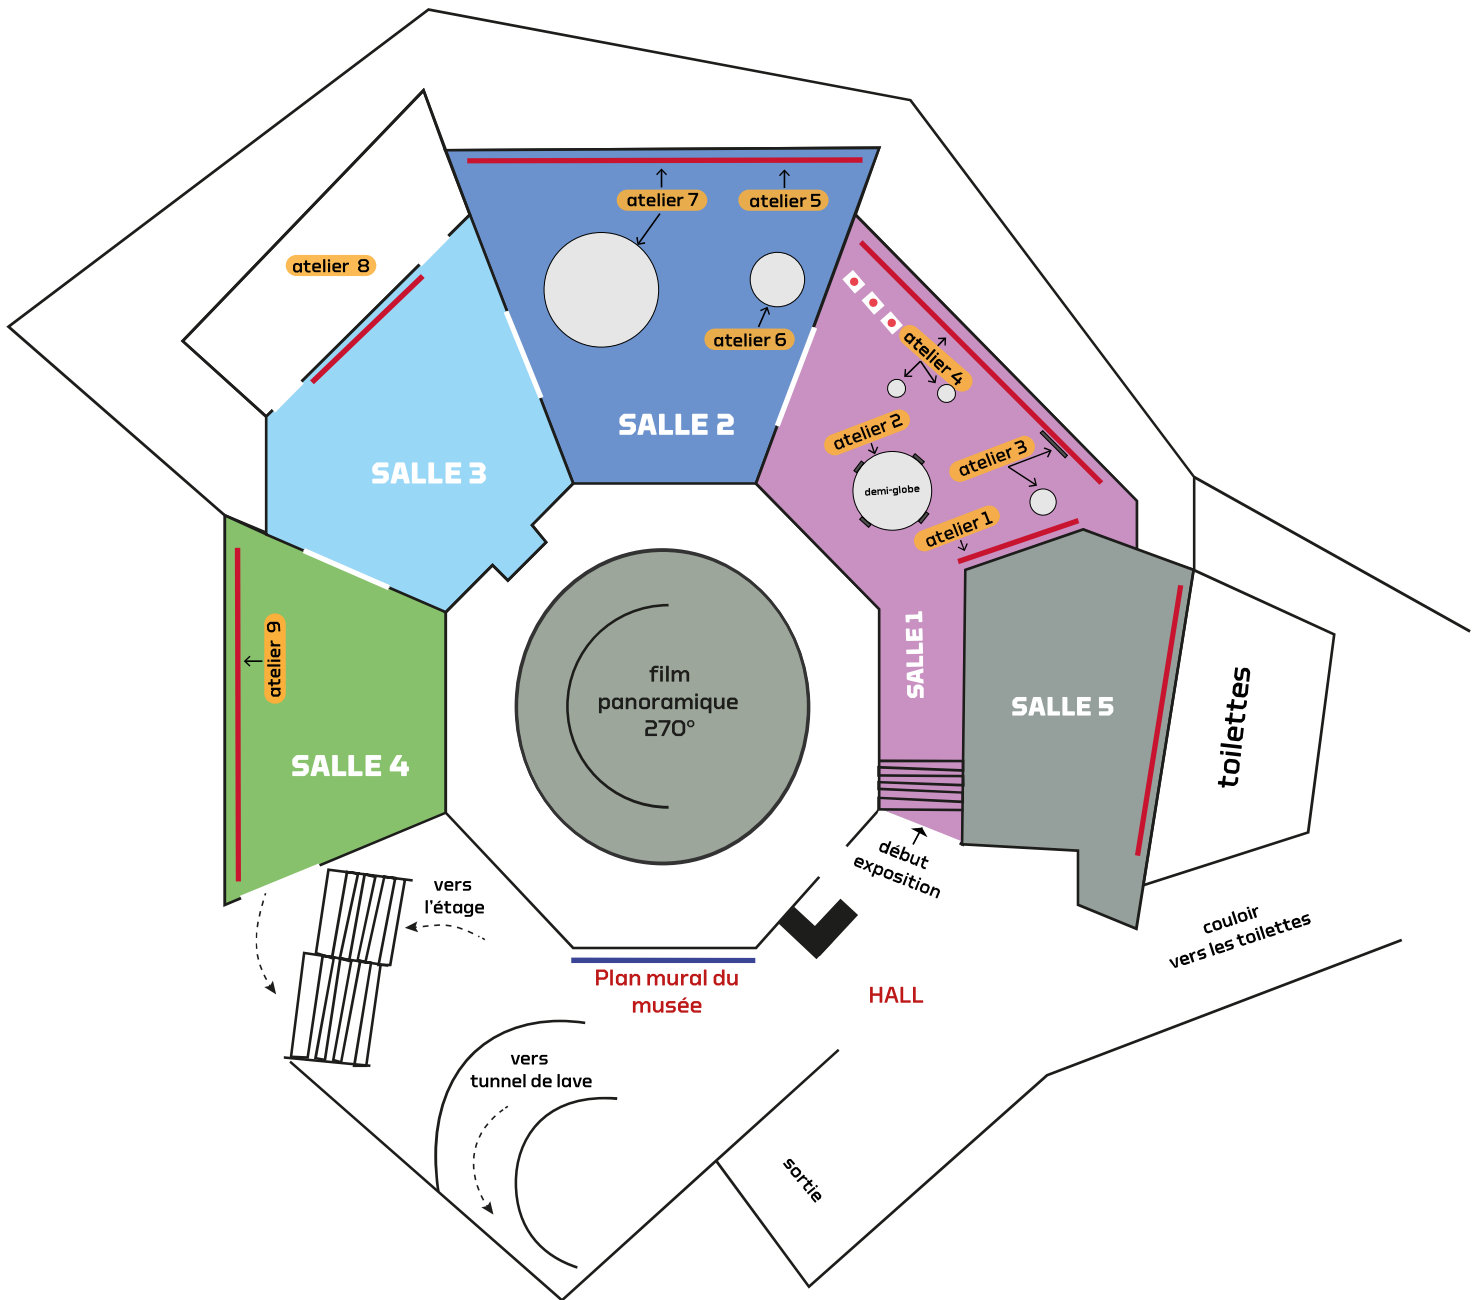 atelier 7
atelier 5
atelier 8
atelier 6
atelier 4
SALLE 2
atelier 2
atelier 3
SALLE 3
demi-globe
atelier 1
atelier 9
SALLE 1
film
panoramique
270°
SALLE 5
toilettes
SALLE 4
début
exposition
vers
l'étage
couloir
vers les toilettes
Plan mural du
musée
HALL
vers
tunnel de lave
sortie